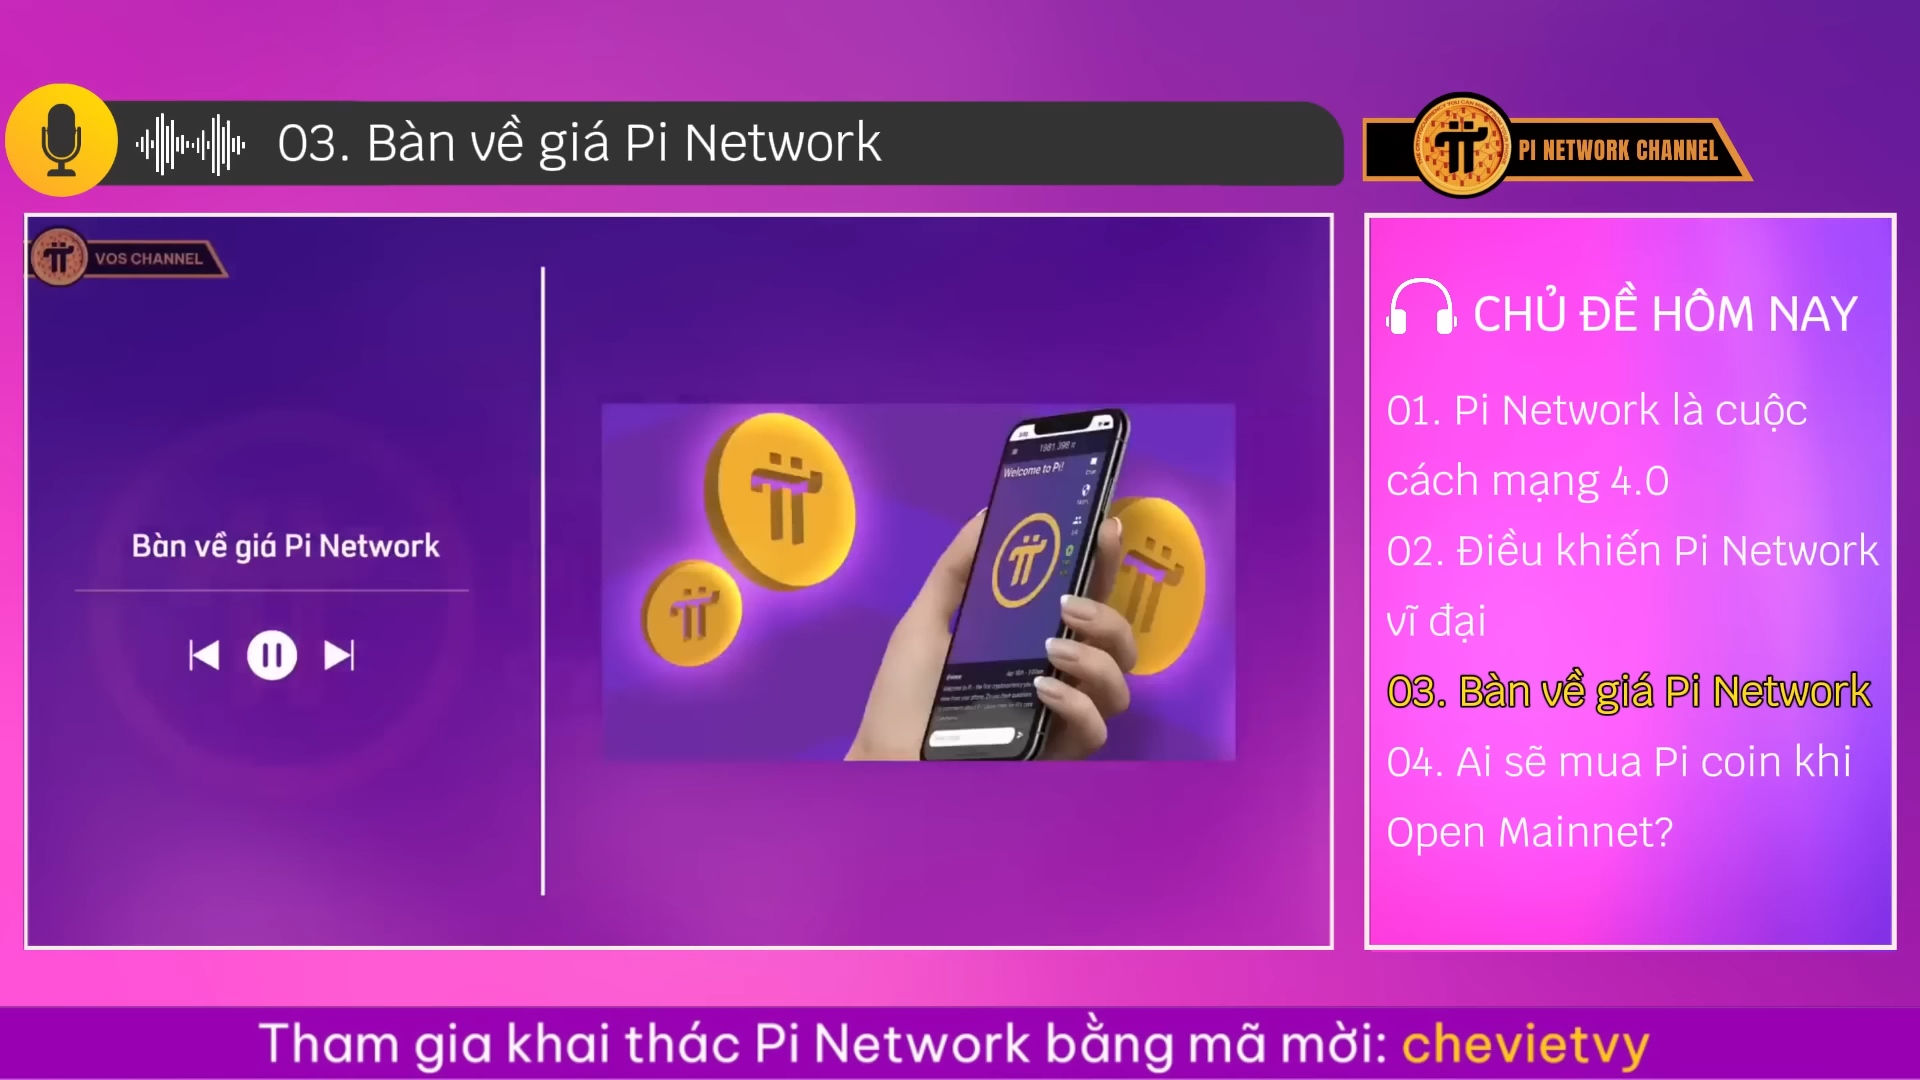 03. Bàn về giá Pi Network
PI NETWORK CHANNEL
VOS CHANNEL
Bàn về giá Pi Network
Welcome to Pi!
CHỦ ĐỀ HÔM NAY
01. Pi Network là cuộc
cách mạng 4.0
02. Điều khiến Pi Network
vĩ đại
03. Bàn về giá Pi Network
04. Ai sẽ mua Pi coin khi
Open Mainnet?
Tham gia khai thác Pi Network bằng mã mời: chevietvy